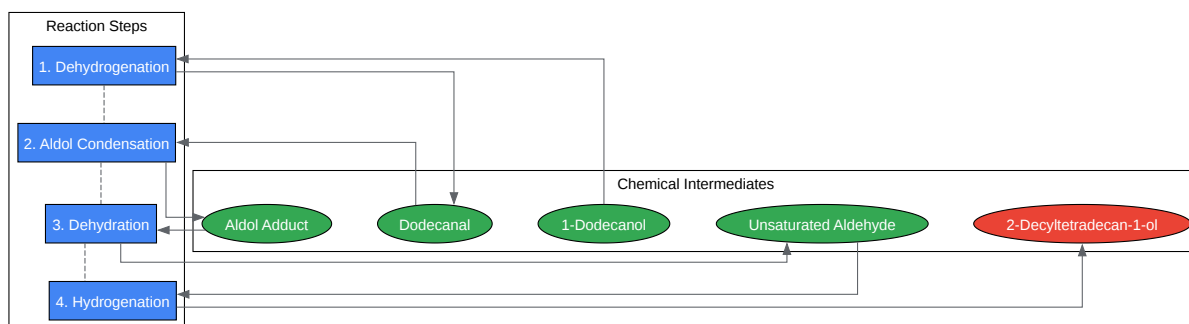 Reaction Steps
1. Dehydrogenation
2. Aldol Condensation
Chemical Intermediates
3. Dehydration
Aldol Adduct
Dodecanal
1-Dodecanol
Unsaturated Aldehyde
2-Decyltetradecan-1-ol
4. Hydrogenation